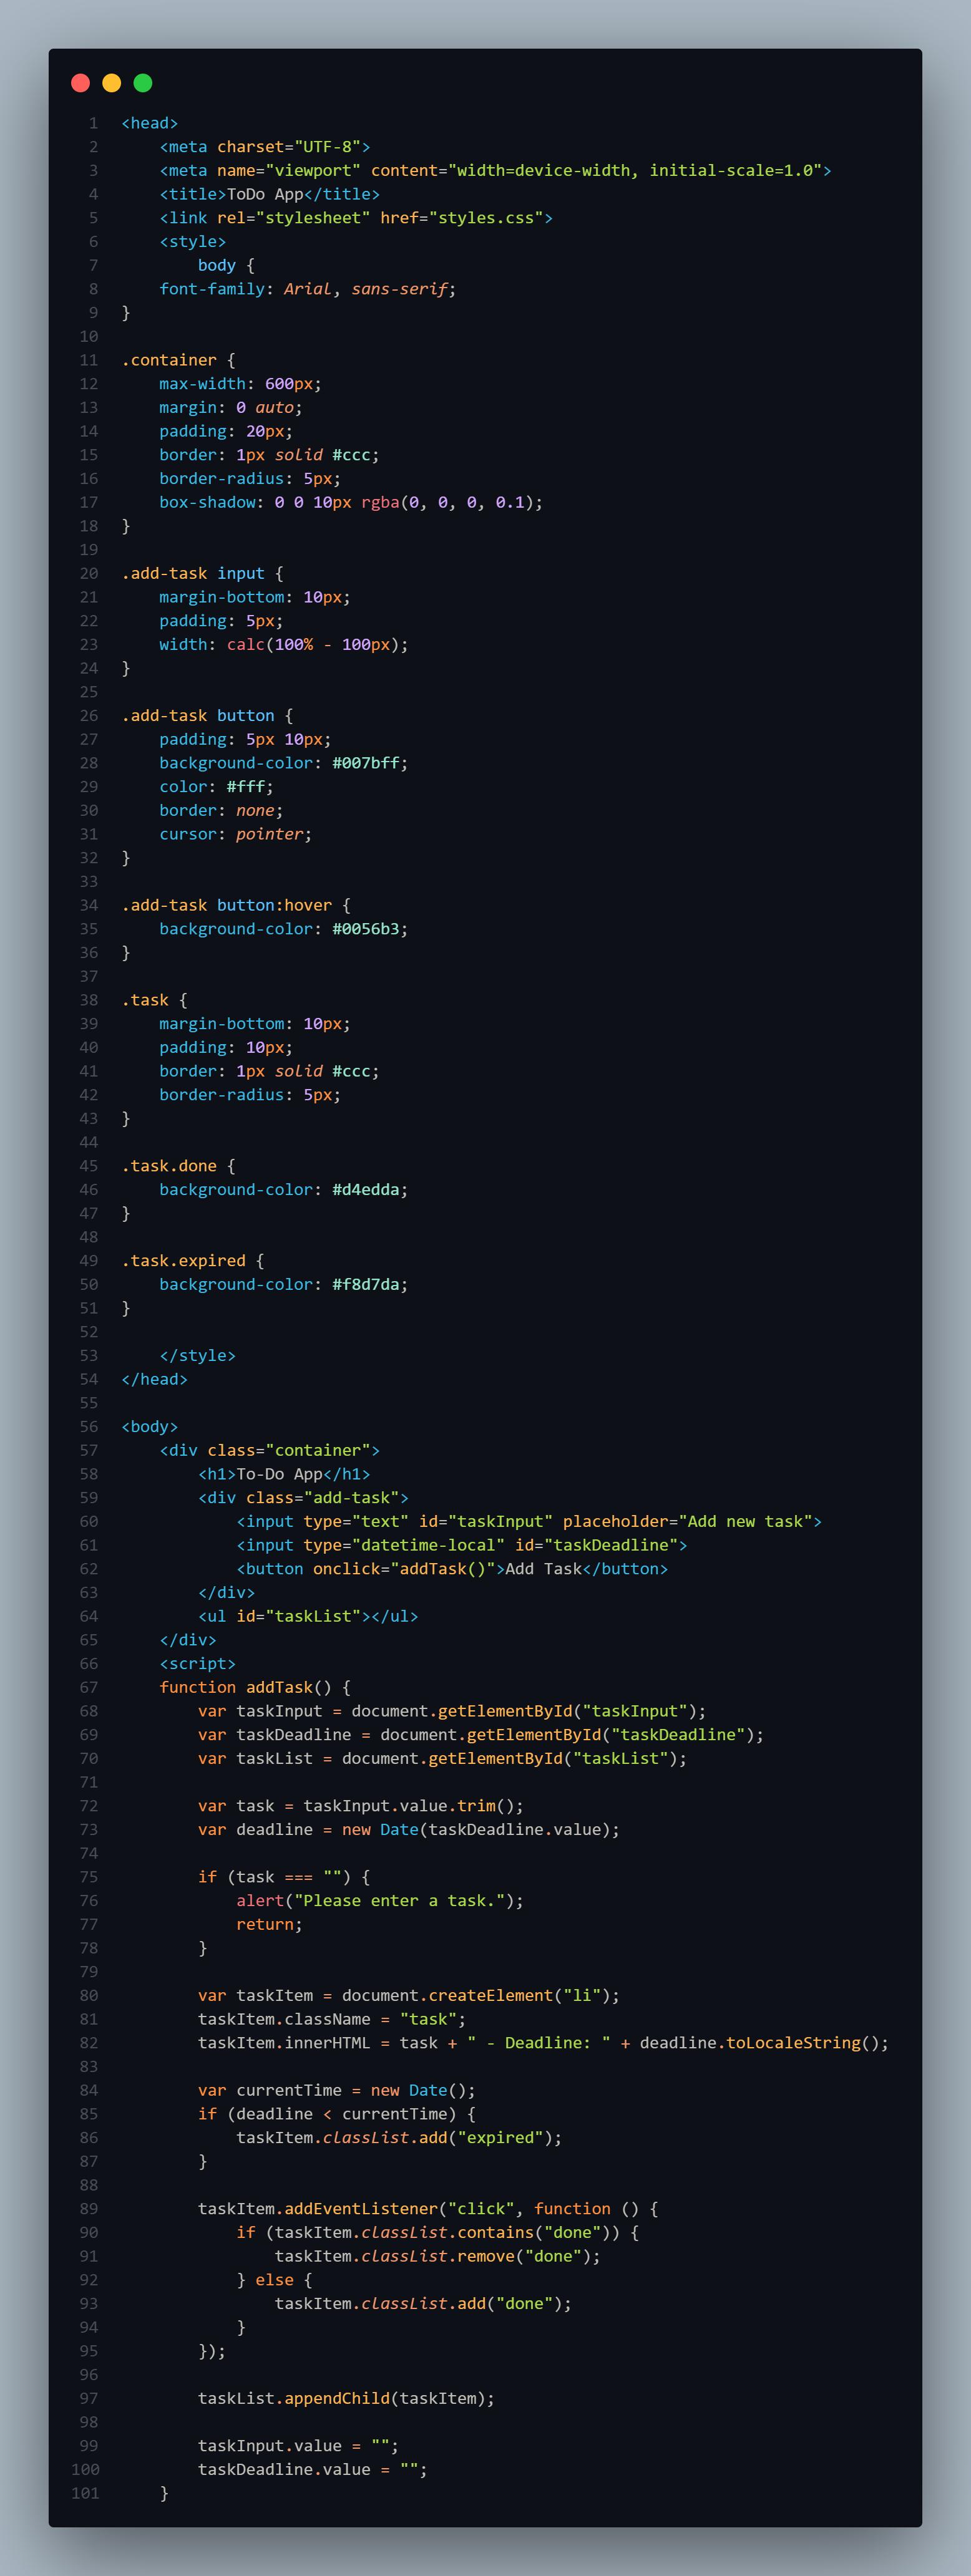 1 <head>
2     <meta charset="UTF-8">
3     <meta name="viewport" content="width=device-width, initial-scale=1.0">
4     <title>ToDo App</title>
5     <link rel="stylesheet" href="styles.css">
6     <style>
7         body {
8     font-family: Arial, sans-serif;
9 }
10
11 .container {
12     max-width: 600px;
13     margin: 0 auto;
14     padding: 20px;
15     border: 1px solid #ccc;
16     border-radius: 5px;
17     box-shadow: 0 0 10px rgba(0, 0, 0, 0.1);
18 }
19
20 .add-task input {
21     margin-bottom: 10px;
22     padding: 5px;
23     width: calc(100% - 100px);
24 }
25
26 .add-task button {
27     padding: 5px 10px;
28     background-color: #007bff;
29     color: #fff;
30     border: none;
31     cursor: pointer;
32 }
33
34 .add-task button:hover {
35     background-color: #0056b3;
36 }
37
38 .task {
39     margin-bottom: 10px;
40     padding: 10px;
41     border: 1px solid #ccc;
42     border-radius: 5px;
43 }
44
45 .task.done {
46     background-color: #d4edda;
47 }
48
49 .task.expired {
50     background-color: #f8d7da;
51 }
52
53     </style>
54 </head>
55
56 <body>
57     <div class="container">
58         <h1>To-Do App</h1>
59         <div class="add-task">
60             <input type="text" id="taskInput" placeholder="Add new task">
61             <input type="datetime-local" id="taskDeadline">
62             <button onclick="addTask()">Add Task</button>
63         </div>
64         <ul id="taskList"></ul>
65     </div>
66     <script>
67     function addTask() {
68         var taskInput = document.getElementById("taskInput");
69         var taskDeadline = document.getElementById("taskDeadline");
70         var taskList = document.getElementById("taskList");
71
72         var task = taskInput.value.trim();
73         var deadline = new Date(taskDeadline.value);
74
75         if (task === "") {
76             alert("Please enter a task.");
77             return;
78         }
79
80         var taskItem = document.createElement("li");
81         taskItem.className = "task";
82         taskItem.innerHTML = task + " - Deadline: " + deadline.toLocaleString();
83
84         var currentTime = new Date();
85         if (deadline < currentTime) {
86             taskItem.classList.add("expired");
87         }
88
89         taskItem.addEventListener("click", function () {
90             if (taskItem.classList.contains("done")) {
91                 taskItem.classList.remove("done");
92             } else {
93                 taskItem.classList.add("done");
94             }
95         });
96
97         taskList.appendChild(taskItem);
98
99         taskInput.value = "";
100         taskDeadline.value = "";
101     }